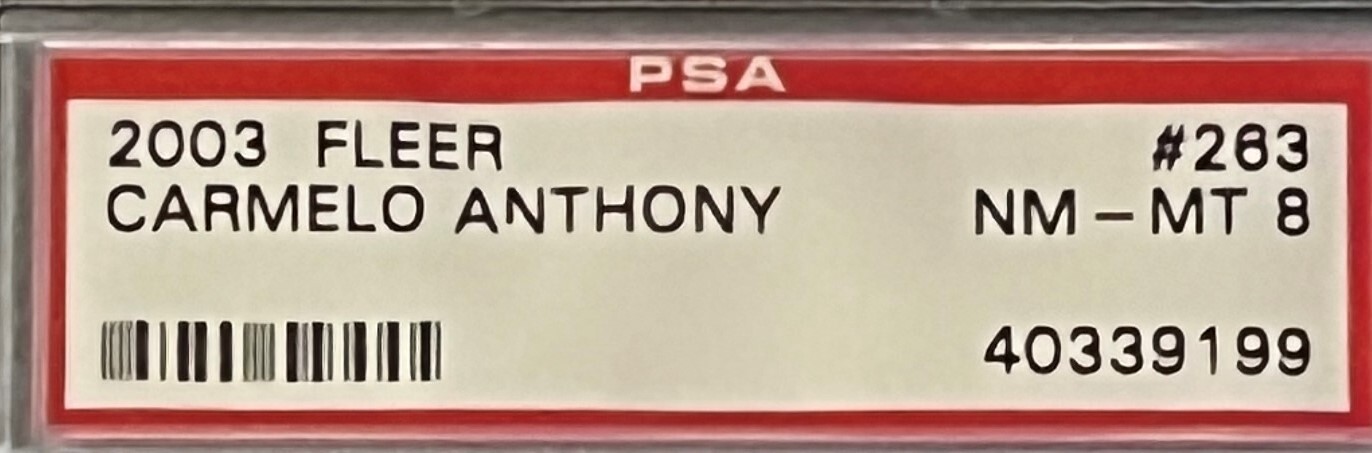 PSA
2003 FLEER #263
CARMELO ANTHONY NM-MT 8
40339199